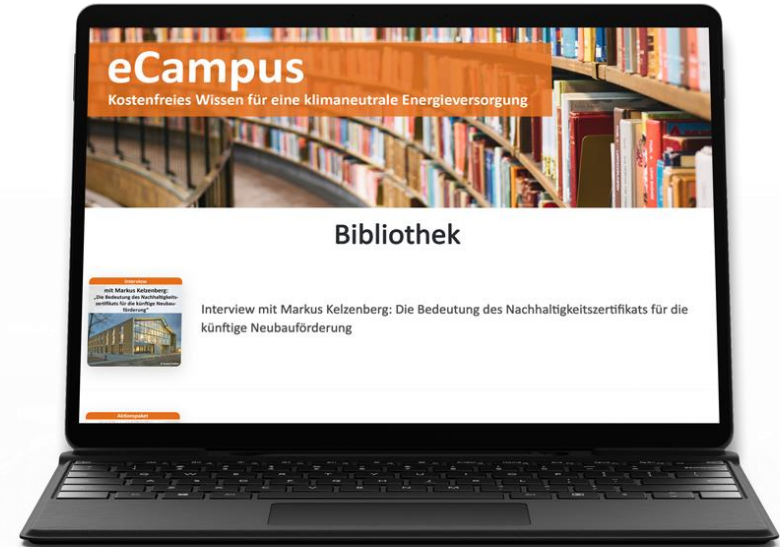 eCampus
Kostenfreies Wissen für eine klimaneutrale Energieversorgung
Bibliothek
Interview
mit Markus Kelzenberg:
„Die Bedeutung des Nachhaltigkeits-
zertifikats für die künftige Neubau-
förderung"
Interview mit Markus Kelzenberg: Die Bedeutung des Nachhaltigkeitszertifikats für die
künftige Neubauförderung
Aktionspaket